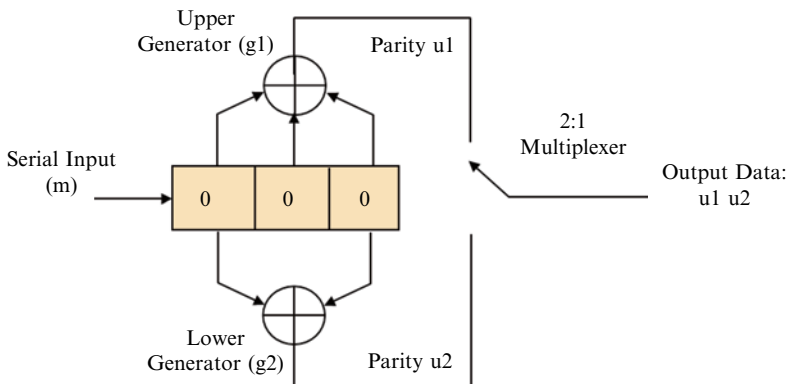 Upper
Generator (g1)
Parity u1
2:1
Multiplexer
Serial Input
(m)
0 0 0
Output Data:
u1 u2
Lower
Generator (g2)
Parity u2